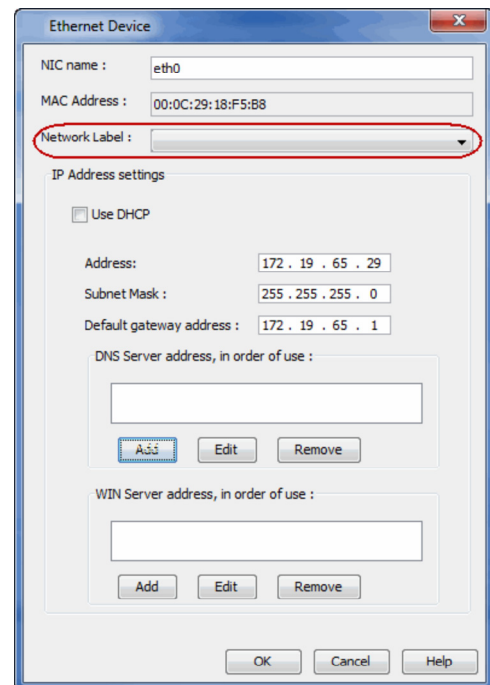 Ethernet Device
NIC name : eth0
MAC Address : 00:0C:29:18:F5:B8
Network Label :
IP Address settings
Use DHCP
Address: 172 . 19 . 65 . 29
Subnet Mask : 255 . 255 . 255 . 0
Default gateway address : 172 . 19 . 65 . 1
DNS Server address, in order of use :
Add Edit Remove
WIN Server address, in order of use :
Add Edit Remove
OK Cancel Help